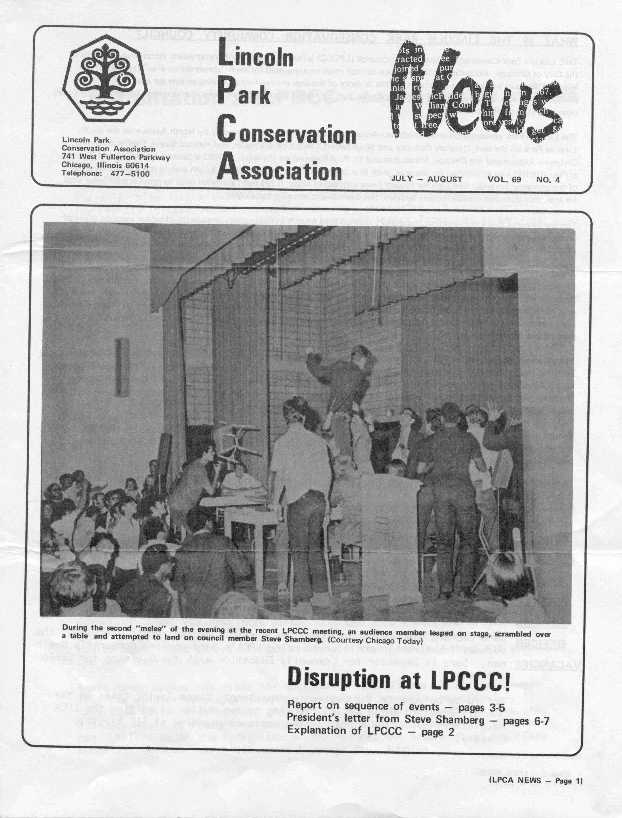 Lincoln
Park
Conservation
Association
News
Lincoln Park
Conservation Association
741 West Fullerton Parkway
Chicago, Illinois 60614
Telephone: 477-5100
JULY — AUGUST VOL. 69 NO. 4
During the second "melee" of the evening at the recent LPCCC meeting, an audience member leaped on stage, scrambled over
a table and attempted to land on council member Steve Shamberg. (Courtesy Chicago Today)
Disruption at LPCCC!
Report on sequence of events — pages 3-5
President's letter from Steve Shamberg — pages 6-7
Explanation of LPCCC — page 2
(LPCA NEWS — Page 1)